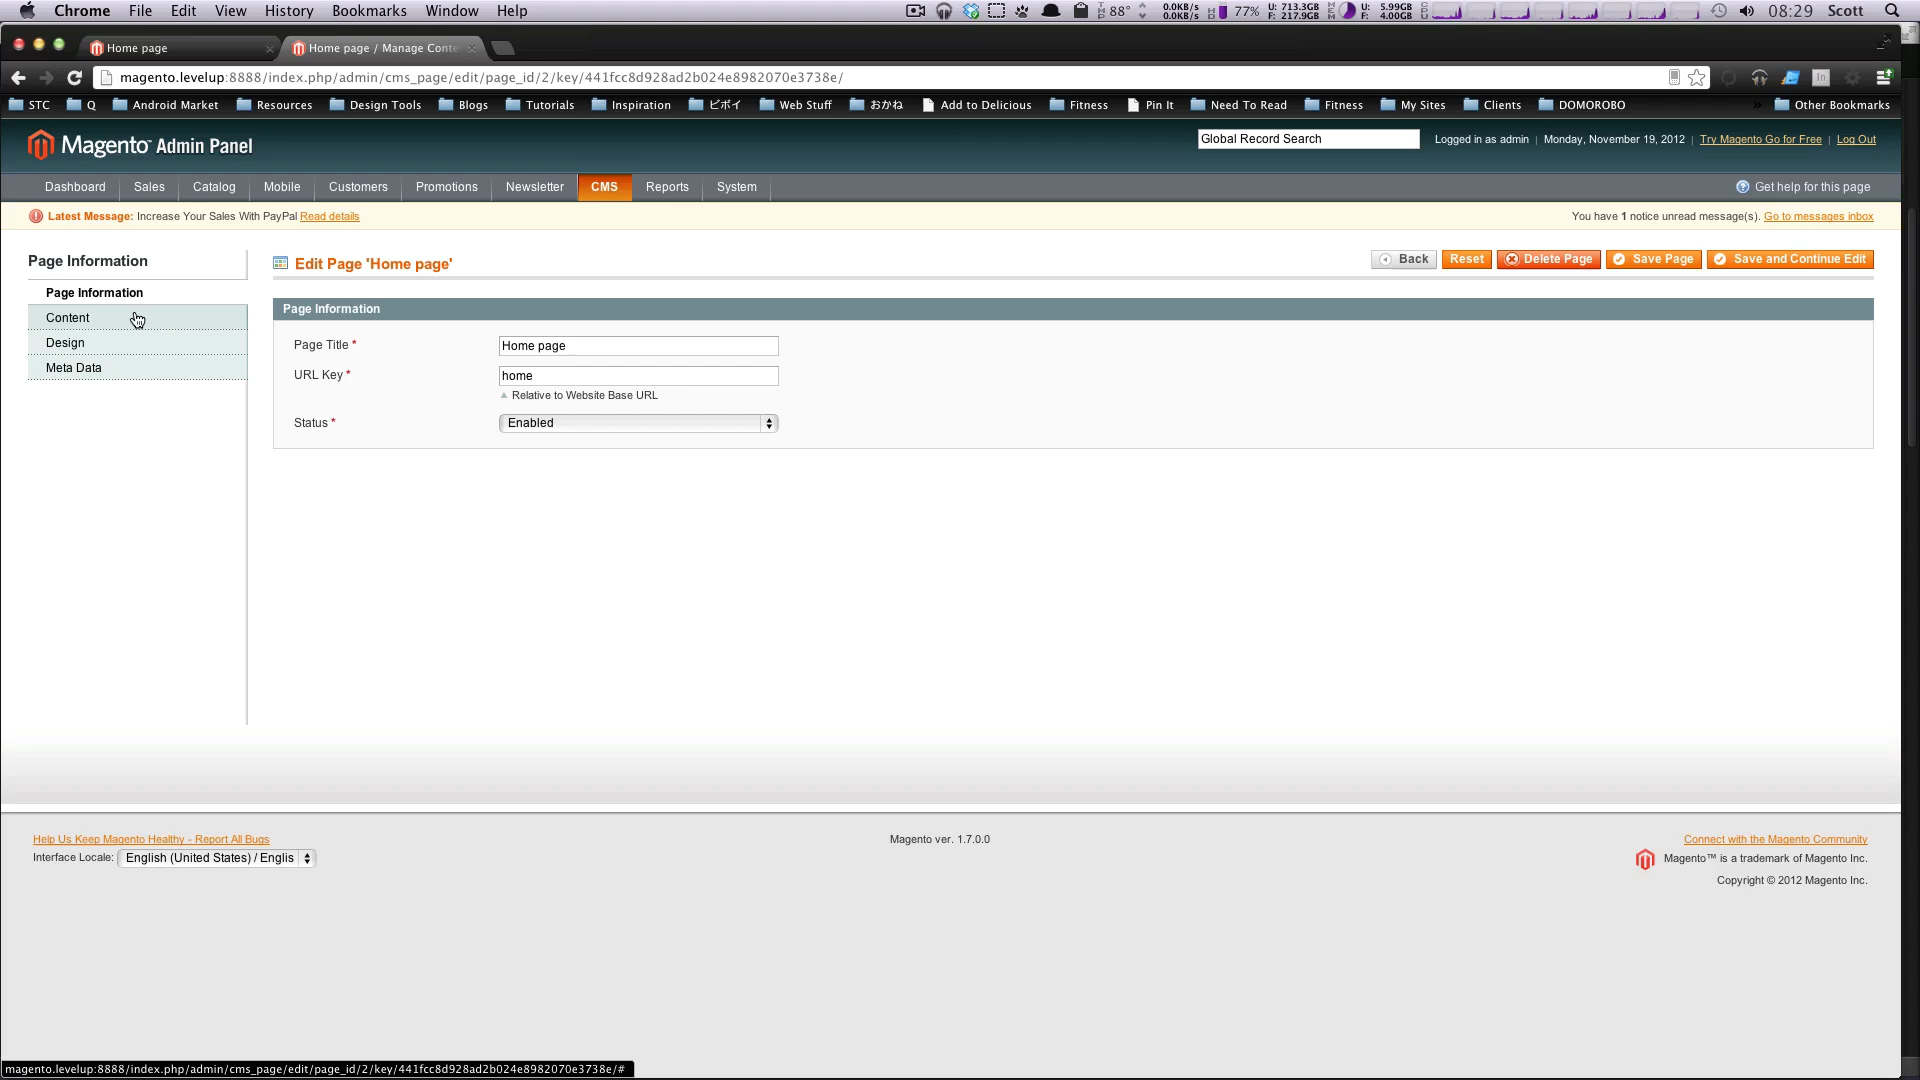 Chrome File Edit View History Bookmarks Window Help 88° 0.0KB/s 0.0KB/s 77% U: 713.3GB F: 217.9GB U: 5.99GB F: 4.00GB 08:29 Scott
Home page Home page / Manage Conte
magento.levelup:8888/index.php/admin/cms_page/edit/page_id/2/key/441fcc8d928ad2b024e8982070e3738e/
STC Q Android Market Resources Design Tools Blogs Tutorials Inspiration ビボイ Web Stuff おかね Add to Delicious Fitness Pin It Need To Read Fitness My Sites Clients DOMOROBO » Other Bookmarks
Magento™ Admin Panel Global Record Search Logged in as admin | Monday, November 19, 2012 | Try Magento Go for Free | Log Out
Dashboard Sales Catalog Mobile Customers Promotions Newsletter CMS Reports System Get help for this page
Latest Message: Increase Your Sales With PayPal Read details You have 1 notice unread message(s). Go to messages inbox
Page Information
Page Information
Content
Design
Meta Data
Edit Page 'Home page' Back Reset Delete Page Save Page Save and Continue Edit
Page Information
Page Title * Home page
URL Key * home
Relative to Website Base URL
Status * Enabled
Help Us Keep Magento Healthy - Report All Bugs Magento ver. 1.7.0.0 Connect with the Magento Community
Interface Locale: English (United States) / Englis Magento™ is a trademark of Magento Inc.
Copyright © 2012 Magento Inc.
magento.levelup:8888/index.php/admin/cms_page/edit/page_id/2/key/441fcc8d928ad2b024e8982070e3738e/#